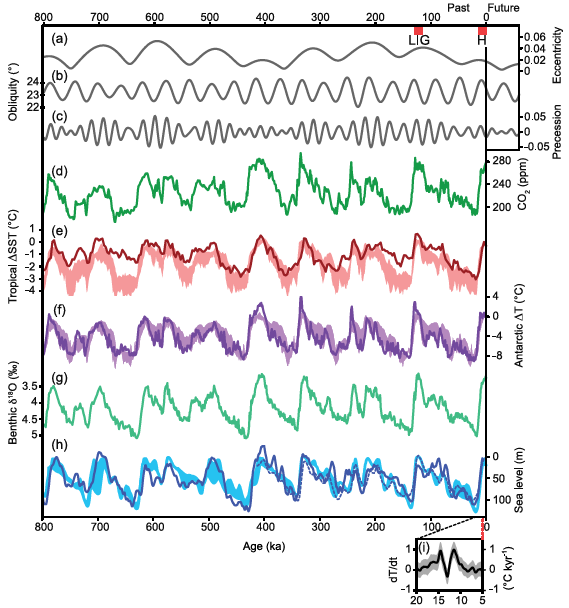 Past Future
800 700 600 500 400 300 200 100 0
(a) LIG H 0.06
0.04
0.02
0
Eccentricity
(b)
Obliquity (°)
24
23
22
(c) 0.05
0
-0.05
Precession
(d) 280
240
200
CO2 (ppm)
(e)
Tropical ΔSST (°C)
1
0
-1
-2
-3
-4
(f) 4
0
-4
-8
Antarctic ΔT (°C)
(g)
Benthic δ18O (‰)
3.5
4
4.5
5
(h) 0
50
100
Sea level (m)
800 700 600 500 400 300 200 100 0
Age (ka)
(i)
dT/dt
1
0
-1
1
0
-1
(°C kyr-1)
20 15 10 5